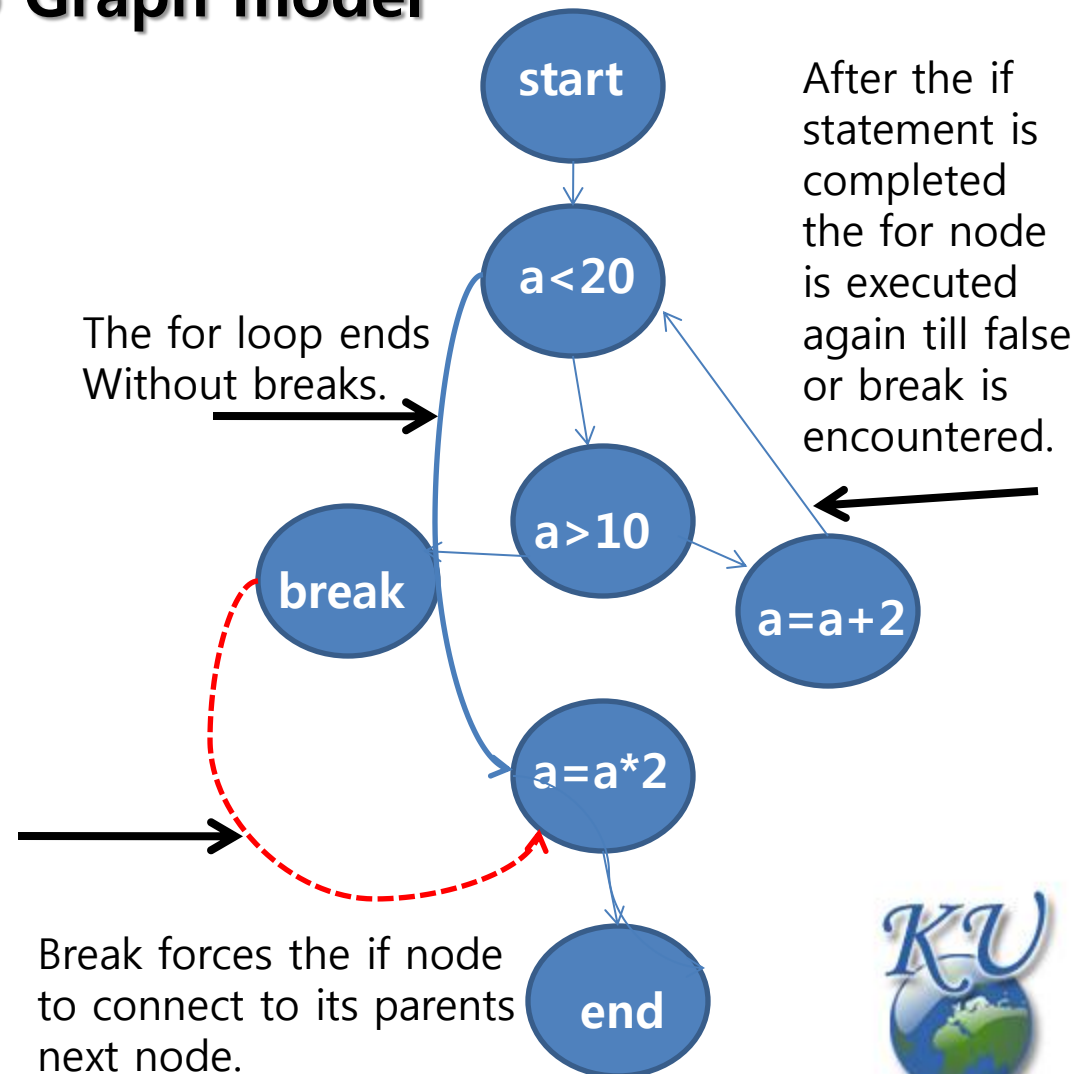 Graph model
start
After the if
statement is
completed
the for node
is executed
again till false
or break is
encountered.
a<20
The for loop ends
Without breaks.
a>10
break
a=a+2
a=a*2
Break forces the if node
to connect to its parents
next node.
end
KU